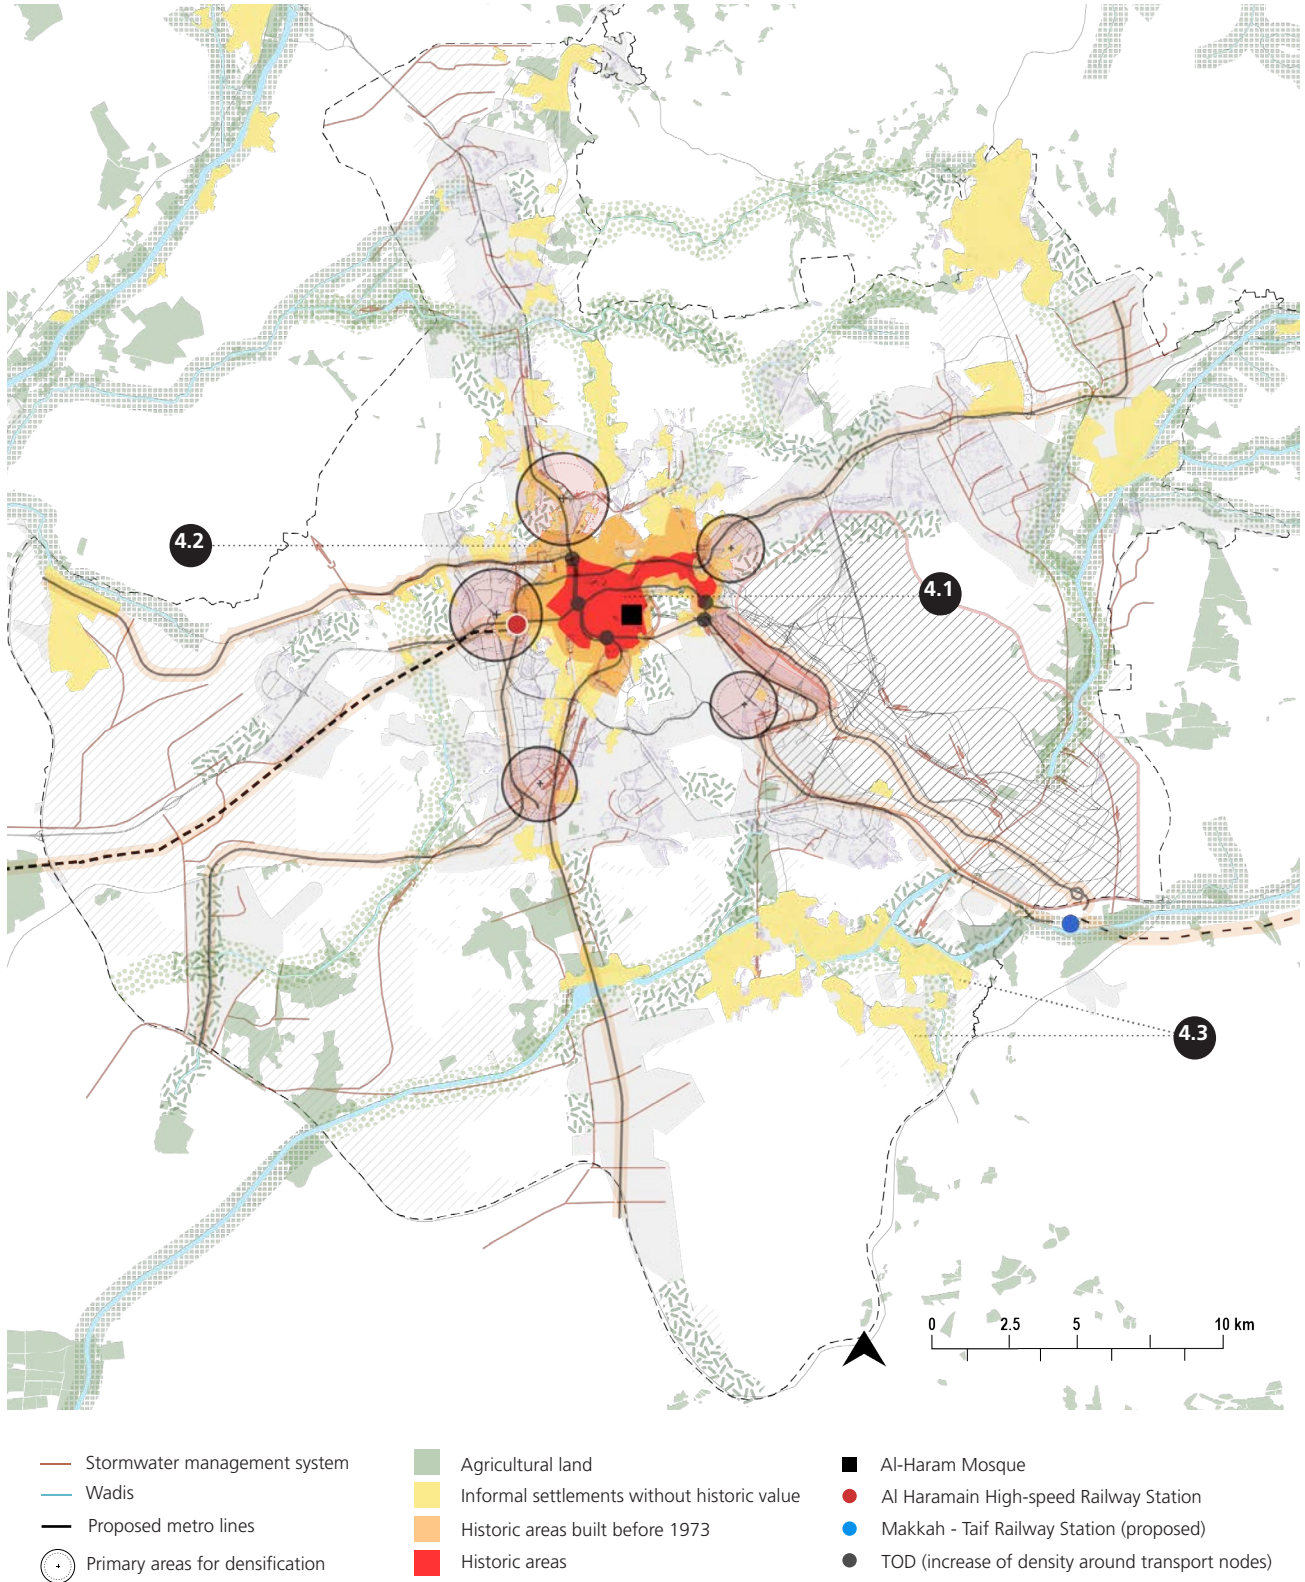 4.2
4.1
4.3
0 2.5 5 10 km
Stormwater management system
Wadis
Proposed metro lines
Primary areas for densification
Agricultural land
Informal settlements without historic value
Historic areas built before 1973
Historic areas
Al-Haram Mosque
Al Haramain High-speed Railway Station
Makkah - Taif Railway Station (proposed)
TOD (increase of density around transport nodes)